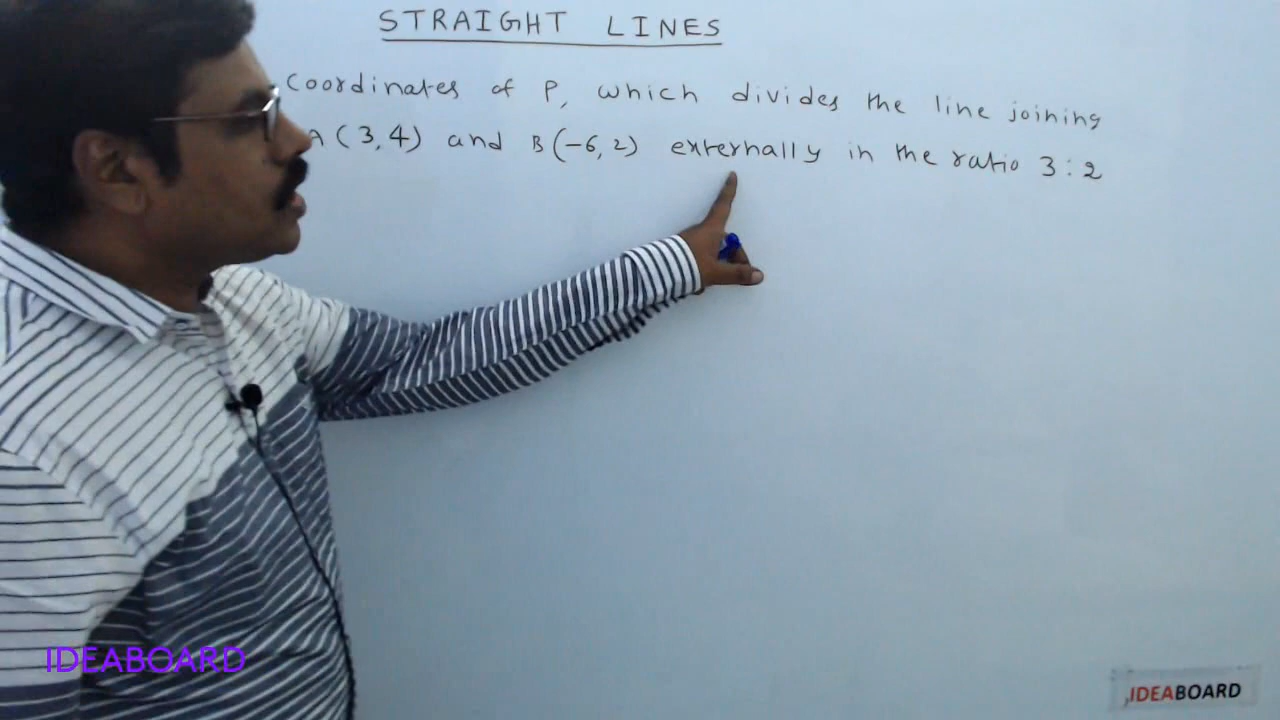 STRAIGHT LINES
Coordinates of P, which divides the line joining
A (3,4) and B (-6,2) externally in the ratio 3:2
IDEABOARD
IDEABOARD